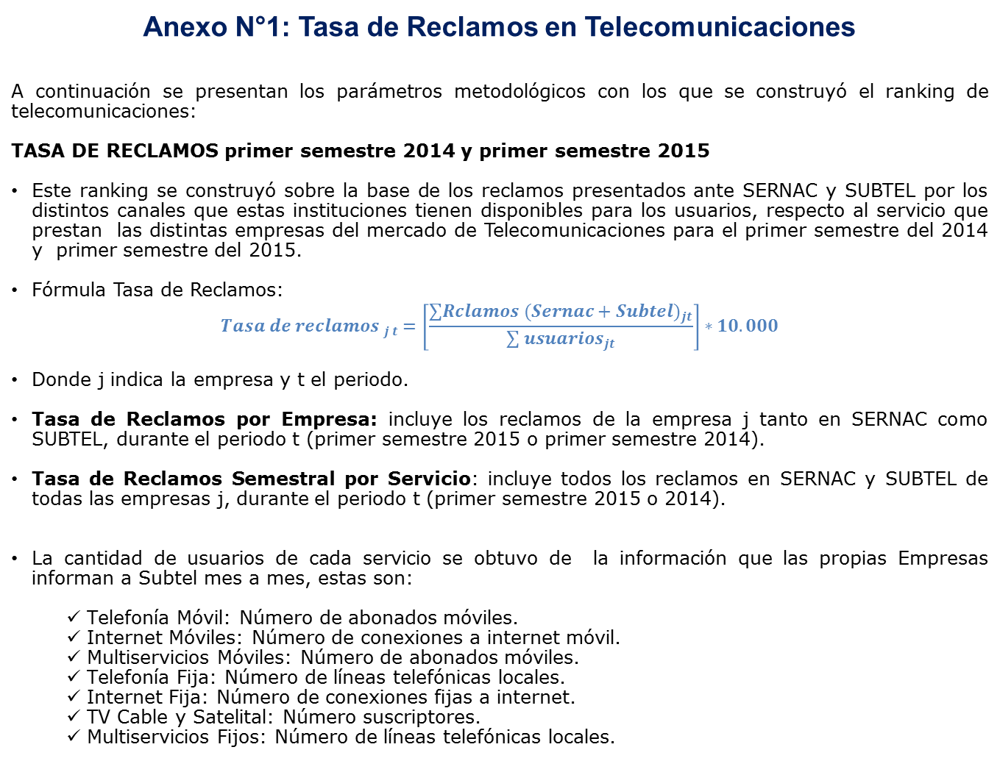 Anexo N°1: Tasa de Reclamos en Telecomunicaciones
A continuación se presentan los parámetros metodológicos con los que se construyó el ranking de
telecomunicaciones:
TASA DE RECLAMOS primer semestre 2014 y primer semestre 2015
• Este ranking se construyó sobre la base de los reclamos presentados ante SERNAC y SUBTEL por los
distintos canales que estas instituciones tienen disponibles para los usuarios, respecto al servicio que
prestan las distintas empresas del mercado de Telecomunicaciones para el primer semestre del 2014
y primer semestre del 2015.
• Fórmula Tasa de Reclamos:
Tasa de reclamos j t = [∑Rclamos (Sernac + Subtel)jt / ∑ usuariosjt] * 10.000
• Donde j indica la empresa y t el periodo.
• Tasa de Reclamos por Empresa: incluye los reclamos de la empresa j tanto en SERNAC como
SUBTEL, durante el periodo t (primer semestre 2015 o primer semestre 2014).
• Tasa de Reclamos Semestral por Servicio: incluye todos los reclamos en SERNAC y SUBTEL de
todas las empresas j, durante el periodo t (primer semestre 2015 o 2014).
• La cantidad de usuarios de cada servicio se obtuvo de la información que las propias Empresas
informan a Subtel mes a mes, estas son:
✓ Telefonía Móvil: Número de abonados móviles.
✓ Internet Móviles: Número de conexiones a internet móvil.
✓ Multiservicios Móviles: Número de abonados móviles.
✓ Telefonía Fija: Número de líneas telefónicas locales.
✓ Internet Fija: Número de conexiones fijas a internet.
✓ TV Cable y Satelital: Número suscriptores.
✓ Multiservicios Fijos: Número de líneas telefónicas locales.